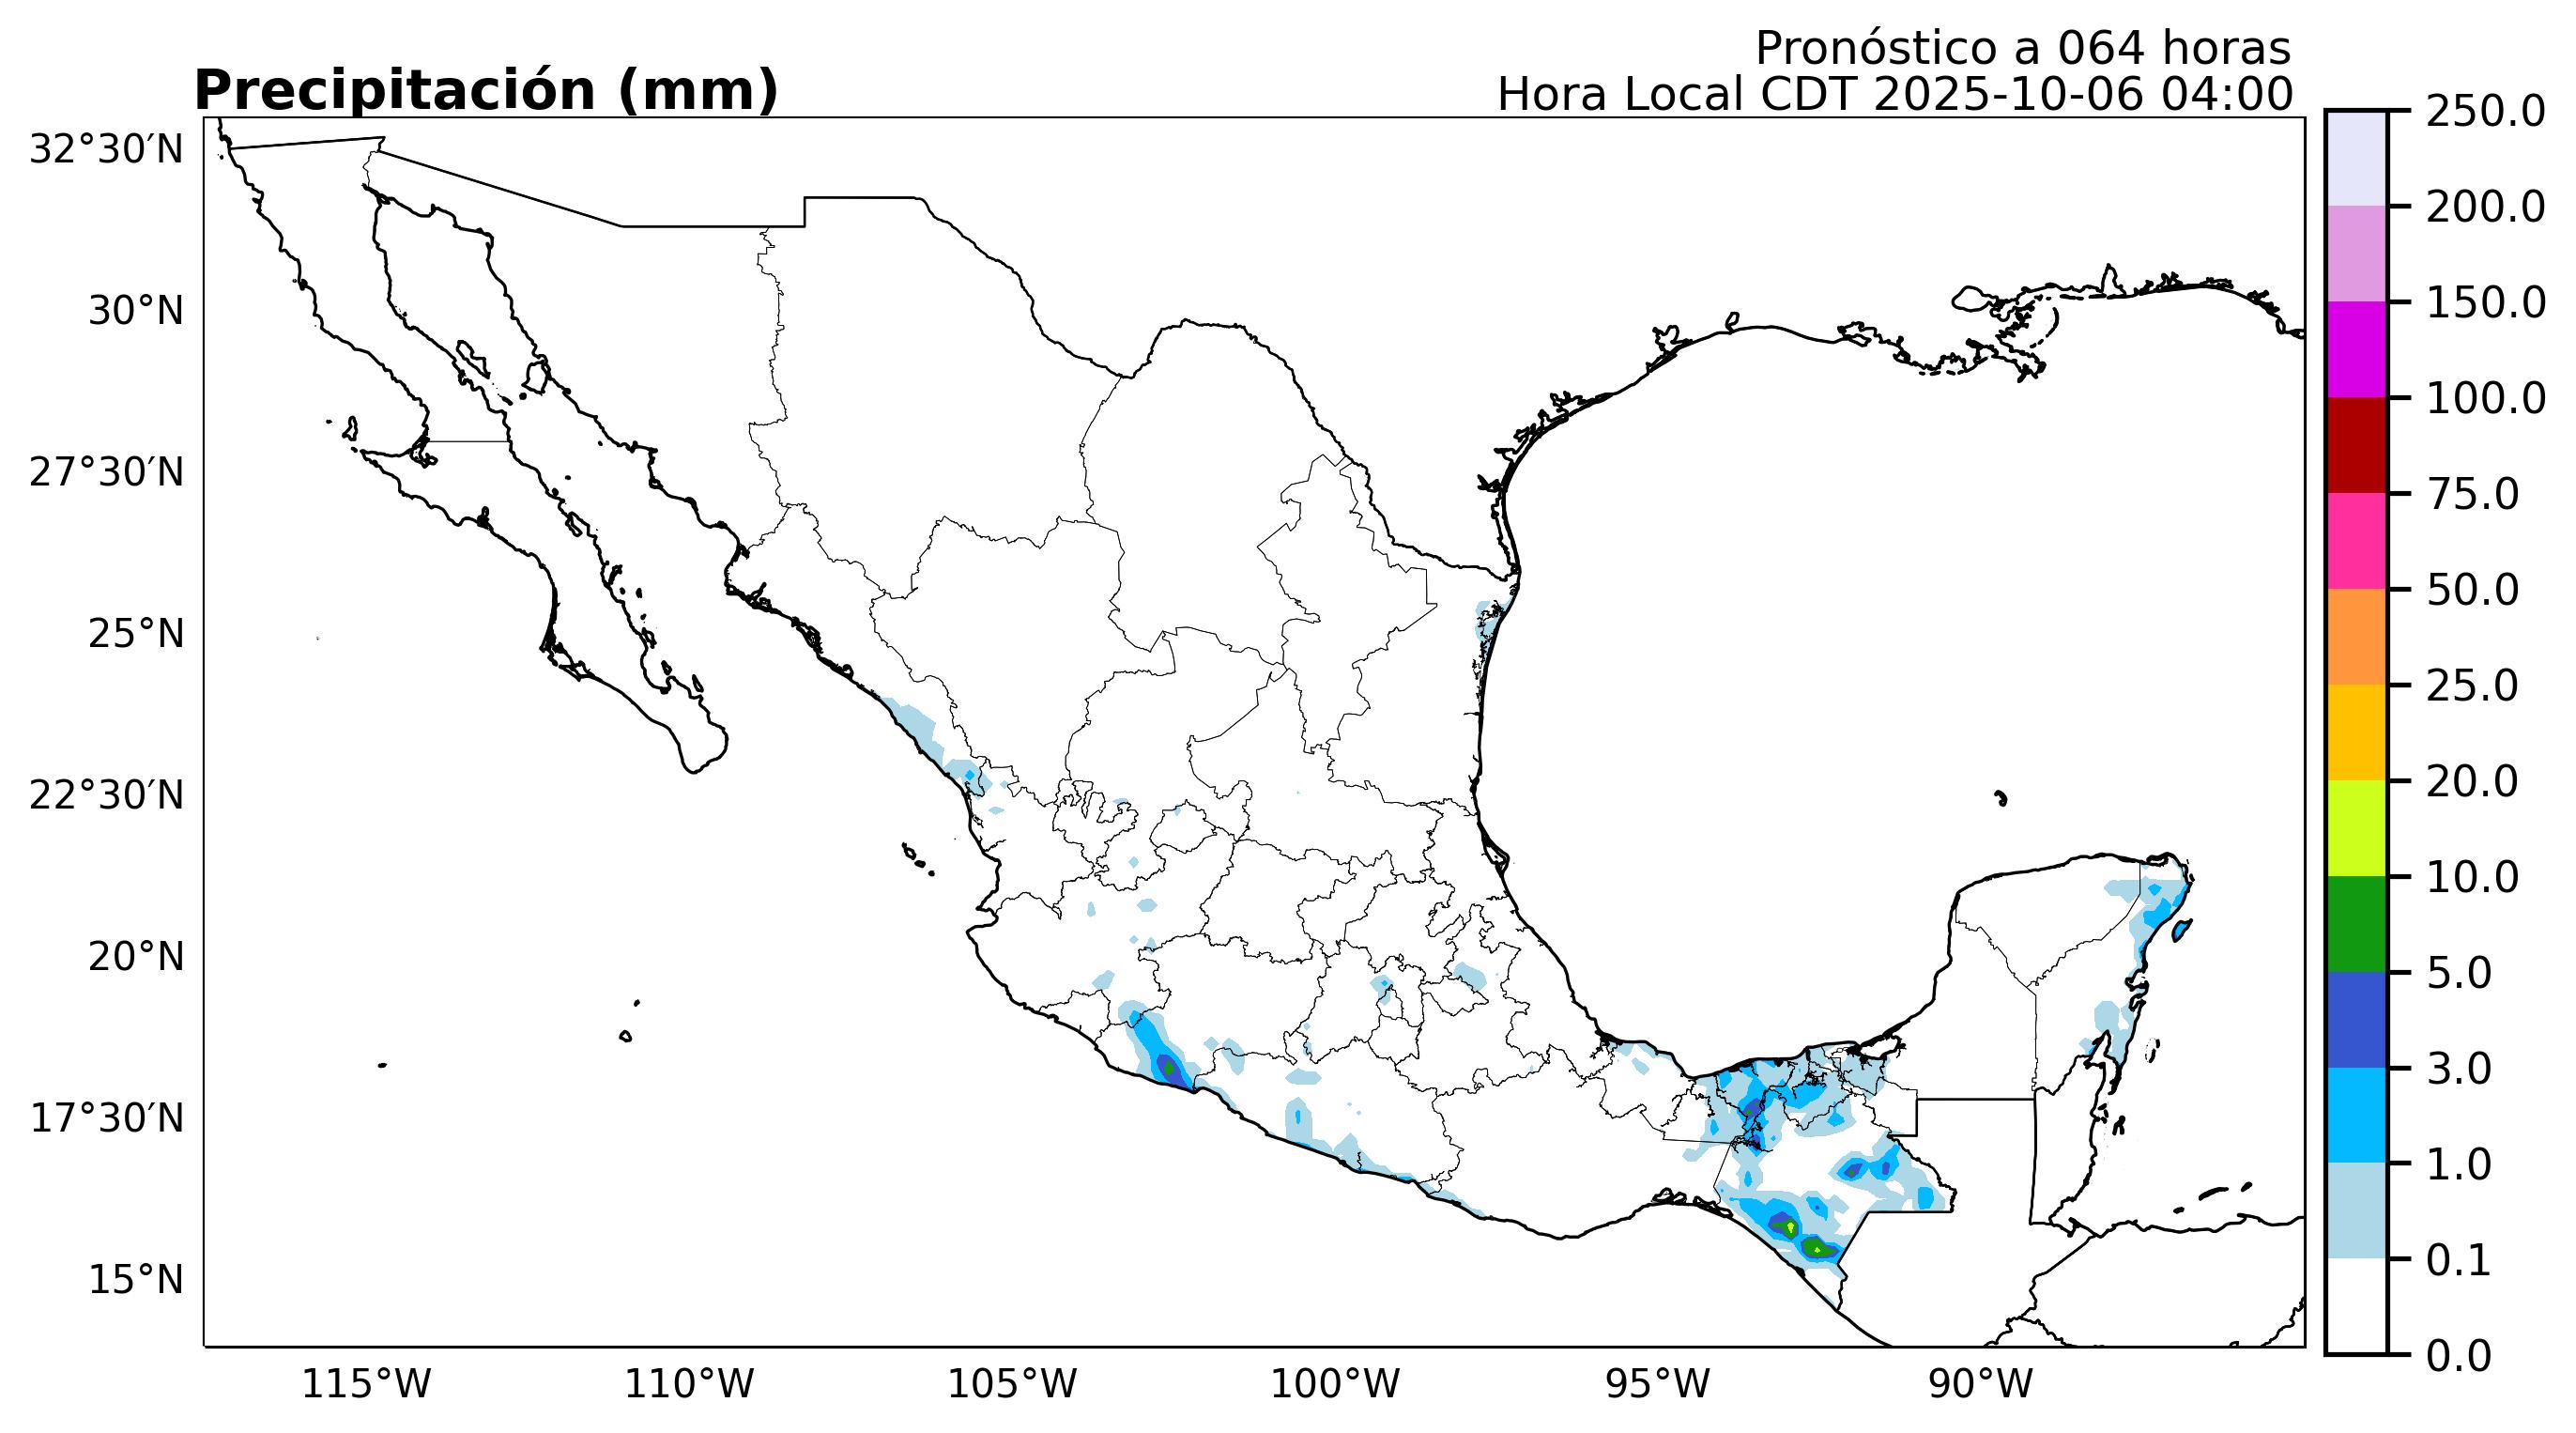 Pronóstico a 064 horas
Precipitación (mm)
Hora Local CDT 2025-10-06 04:00
32°30′N
30°N
27°30′N
25°N
22°30′N
20°N
17°30′N
15°N
115°W
110°W
105°W
100°W
95°W
90°W
250.0
200.0
150.0
100.0
75.0
50.0
25.0
20.0
10.0
5.0
3.0
1.0
0.1
0.0